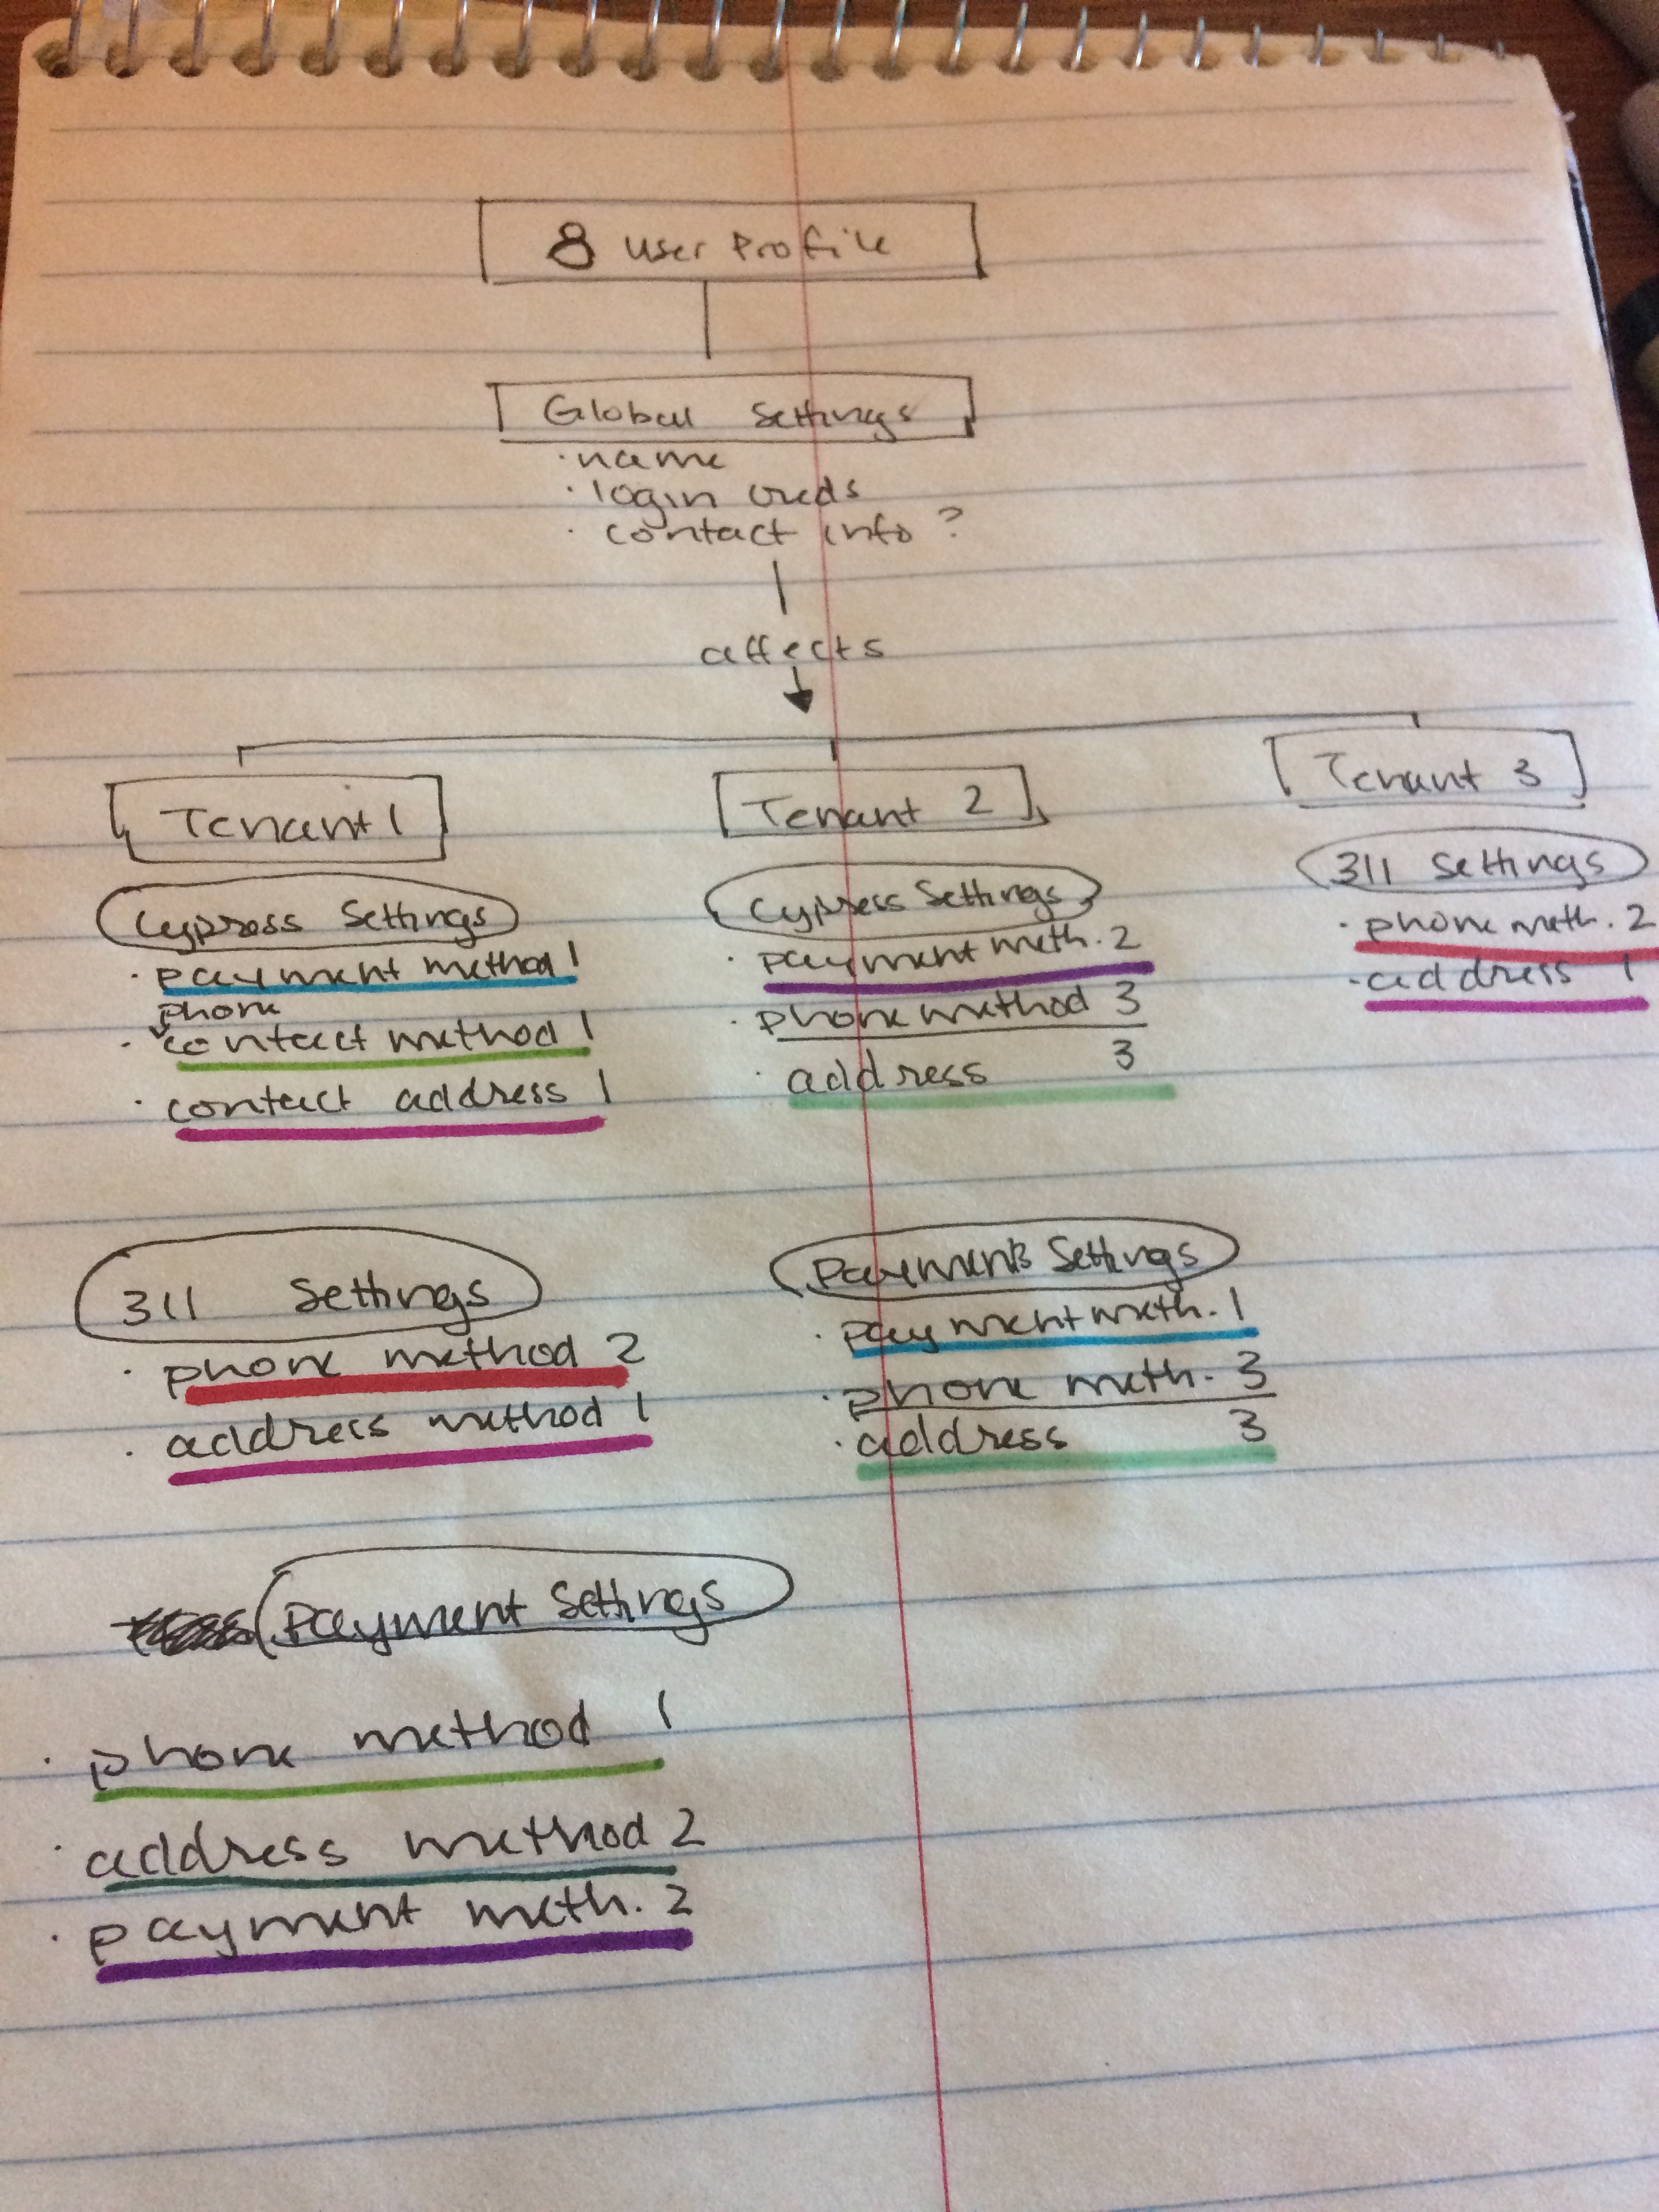 User Profile
Global Settings
· name
· login creds
· contact info ?
affects
Tenant 1
Cypress Settings
· payment method 1
phone
· contact method 1
· contact address 1
311 Settings
· phone method 2
· address method 1
Payment Settings
· phone method 1
· address method 2
· payment meth. 2
Tenant 2
Cypress Settings
· payment meth. 2
· phone method 3
· address 3
Payments Settings
· payment meth. 1
· phone meth. 3
· address 3
Tenant 3
311 Settings
· phone meth. 2
· address 1